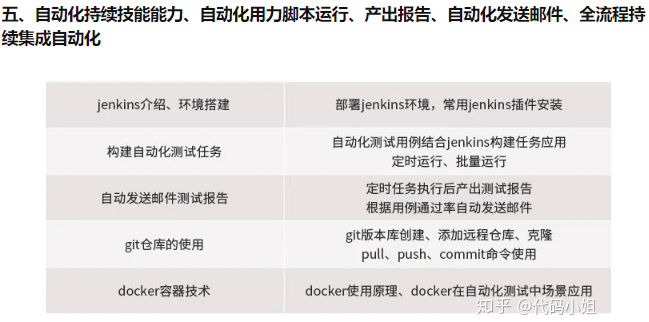 五、自动化持续技能能力、自动化用力脚本运行、产出报告、自动化发送邮件、全流程持
续集成自动化
jenkins介绍、环境搭建
部署jenkins环境，常用jenkins插件安装
构建自动化测试任务
自动化测试用例结合jenkins构建任务应用
定时运行、批量运行
自动发送邮件测试报告
定时任务执行后产出测试报告
根据用例通过率自动发送邮件
git仓库的使用
git版本库创建、添加远程仓库、克隆
pull、push、commit命令使用
docker容器技术
docker使用原理、docker在自动化测试中场景应用
知乎 @代码小姐